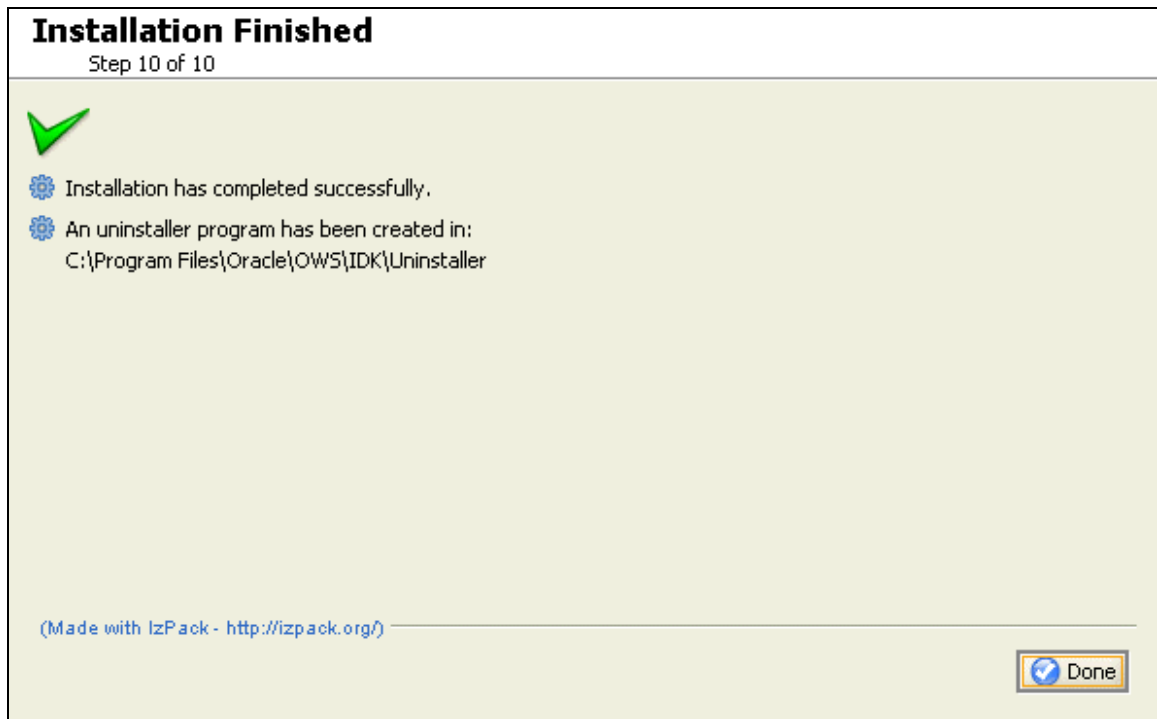 Installation Finished
Step 10 of 10
Installation has completed successfully.
An uninstaller program has been created in:
C:\Program Files\Oracle\OWS\IDK\Uninstaller
(Made with IzPack - http://izpack.org/)
Done